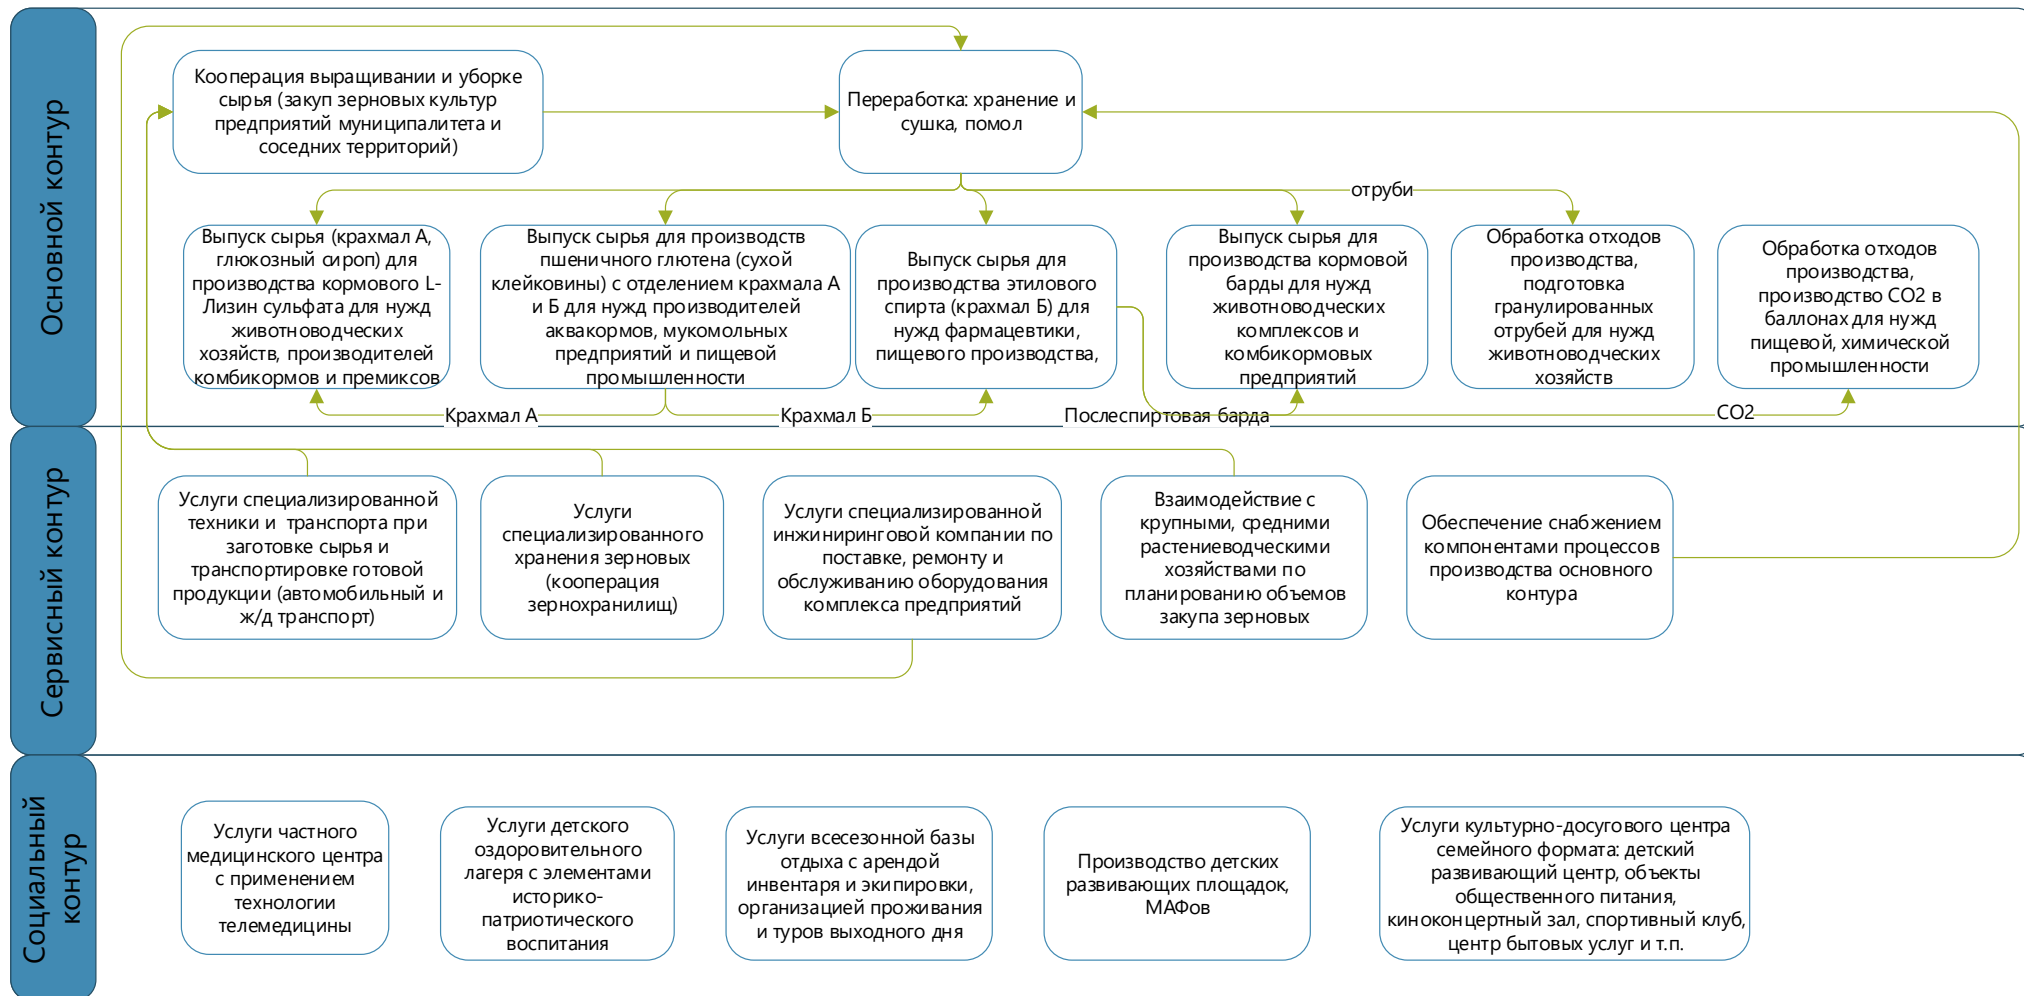 Основной контур
Кооперация выращивании и уборке
сырья (закуп зерновых культур
предприятий муниципалитета и
соседних территорий)
Переработка: хранение и
сушка, помол
отруби
Выпуск сырья (крахмал А,
глюкозный сироп) для
производства кормового L-
Лизин сульфата для нужд
животноводческих
хозяйств, производителей
комбикормов и премиксов
Выпуск сырья для производств
пшеничного глютена (сухой
клейковины) с отделением крахмала А
и Б для нужд производителей
аквакормов, мукомольных
предприятий и пищевой
промышленности
Выпуск сырья для
производства этилового
спирта (крахмал Б) для
нужд фармацевтики,
пищевого производства,
Выпуск сырья для
производства кормовой
барды для нужд
животноводческих
комплексов и
комбикормовых
предприятий
Обработка отходов
производства,
подготовка
гранулированных
отрубей для нужд
животноводческих
хозяйств
Обработка отходов
производства,
производство СО2 в
баллонах для нужд
пищевой, химической
промышленности
Крахмал А
Крахмал Б
Послеспиртовая барда
СО2
Сервисный контур
Услуги специализированной
техники и транспорта при
заготовке сырья и
транспортировке готовой
продукции (автомобильный и
ж/д транспорт)
Услуги
специализированного
хранения зерновых
(кооперация
зернохранилищ)
Услуги специализированной
инжиниринговой компании по
поставке, ремонту и
обслуживанию оборудования
комплекса предприятий
Взаимодействие с
крупными, средними
растениеводческими
хозяйствами по
планированию объемов
закупа зерновых
Обеспечение снабжением
компонентами процессов
производства основного
контура
Социальный
контур
Услуги частного
медицинского центра
с применением
технологии
телемедицины
Услуги детского
оздоровительного
лагеря с элементами
историко-
патриотического
воспитания
Услуги всесезонной базы
отдыха с арендой
инвентаря и экипировки,
организацией проживания
и туров выходного дня
Производство детских
развивающих площадок,
МАФов
Услуги культурно-досугового центра
семейного формата: детский
развивающий центр, объекты
общественного питания,
киноконцертный зал, спортивный клуб,
центр бытовых услуг и т.п.